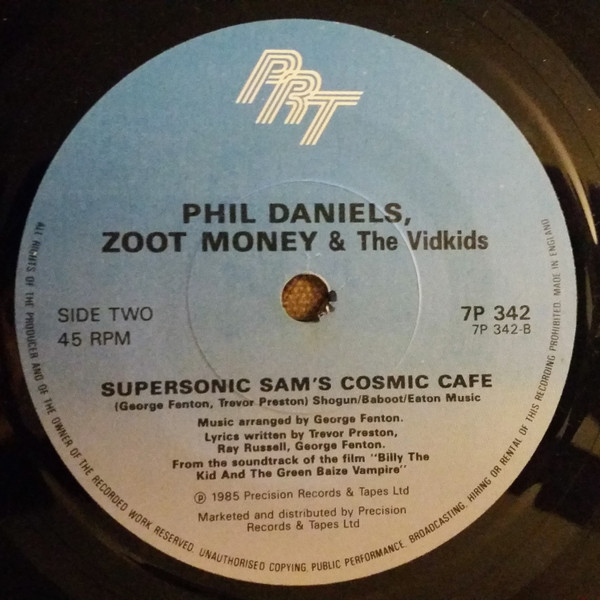 PRT
PHIL DANIELS,
ZOOT MONEY & The Vidkids
SIDE TWO
45 RPM
7P 342
7P 342-B
SUPERSONIC SAM'S COSMIC CAFE
(George Fenton, Trevor Preston) Shogun/Baboot/Eaton Music
Music arranged by George Fenton.
Lyrics written by Trevor Preston,
Ray Russell, George Fenton.
From the soundtrack of the film "Billy The
Kid And The Green Baize Vampire"
Ⓟ 1985 Precision Records & Tapes Ltd
Marketed and distributed by Precision
Records & Tapes Ltd
ALL RIGHTS OF THE PRODUCER AND OF THE OWNER OF THE RECORDED WORK RESERVED. UNAUTHORISED COPYING, PUBLIC PERFORMANCE, BROADCASTING, HIRING OR RENTAL OF THIS RECORDING PROHIBITED. MADE IN ENGLAND